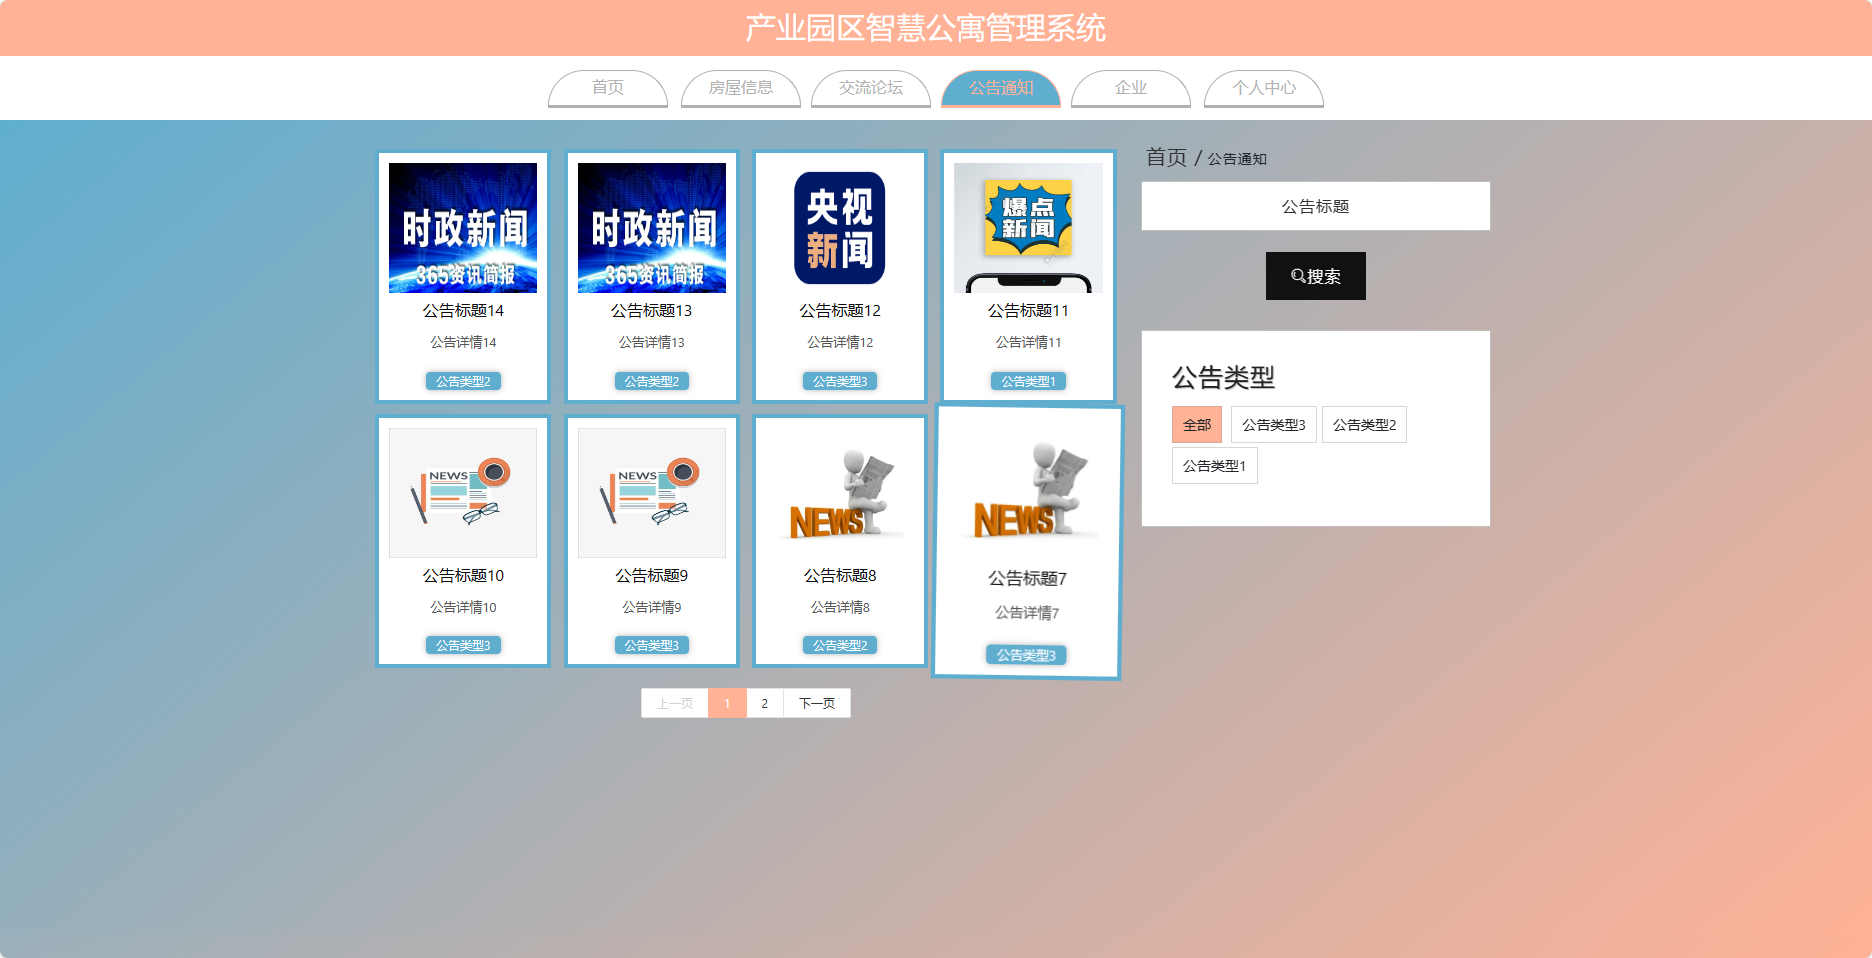 产业园区智慧公寓管理系统
首页 房屋信息 交流论坛 公告通知 企业 个人中心
首页 / 公告通知
公告标题
搜索
公告类型
全部 公告类型3 公告类型2
公告类型1
时政新闻
365资讯简报
公告标题14
公告详情14
公告类型2
时政新闻
365资讯简报
公告标题13
公告详情13
公告类型2
央视
新闻
公告标题12
公告详情12
公告类型3
爆点
新闻
公告标题11
公告详情11
公告类型1
NEWS
公告标题10
公告详情10
公告类型3
NEWS
公告标题9
公告详情9
公告类型3
NEWS
公告标题8
公告详情8
公告类型2
NEWS
公告标题7
公告详情7
公告类型3
上一页 1 2 下一页